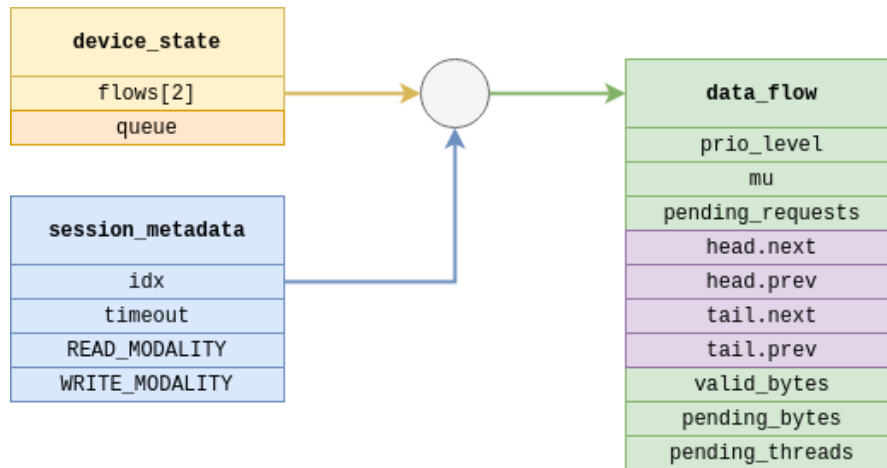 device_state
flows[2]
queue
session_metadata
idx
timeout
READ_MODALITY
WRITE_MODALITY
data_flow
prio_level
mu
pending_requests
head.next
head.prev
tail.next
tail.prev
valid_bytes
pending_bytes
pending_threads